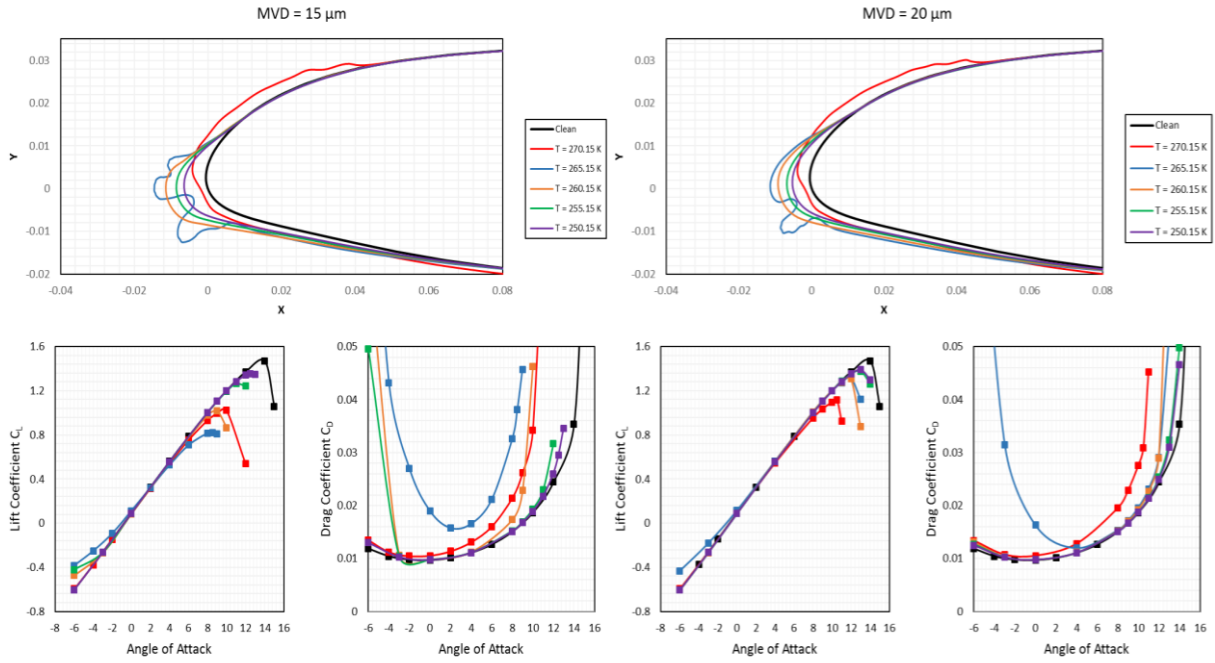 MVD = 15 µm
MVD = 20 µm
Y
0.03
0.02
0.01
0
-0.01
-0.02
-0.04 -0.02 0 0.02 0.04 0.06 0.08
X
Clean
T = 270.15 K
T = 265.15 K
T = 260.15 K
T = 255.15 K
T = 250.15 K
Y
0.03
0.02
0.01
0
-0.01
-0.02
-0.04 -0.02 0 0.02 0.04 0.06 0.08
X
Clean
T = 270.15 K
T = 265.15 K
T = 260.15 K
T = 255.15 K
T = 250.15 K
Lift Coefficient CL
1.6
1.2
0.8
0.4
0
-0.4
-0.8
-8 -6 -4 -2 0 2 4 6 8 10 12 14 16
Angle of Attack
Drag Coefficient CD
0.05
0.04
0.03
0.02
0.01
0
-6 -4 -2 0 2 4 6 8 10 12 14 16
Angle of Attack
Lift Coefficient CL
1.6
1.2
0.8
0.4
0
-0.4
-0.8
-8 -6 -4 -2 0 2 4 6 8 10 12 14 16
Angle of Attack
Drag Coefficient CD
0.05
0.04
0.03
0.02
0.01
0
-6 -4 -2 0 2 4 6 8 10 12 14 16
Angle of Attack